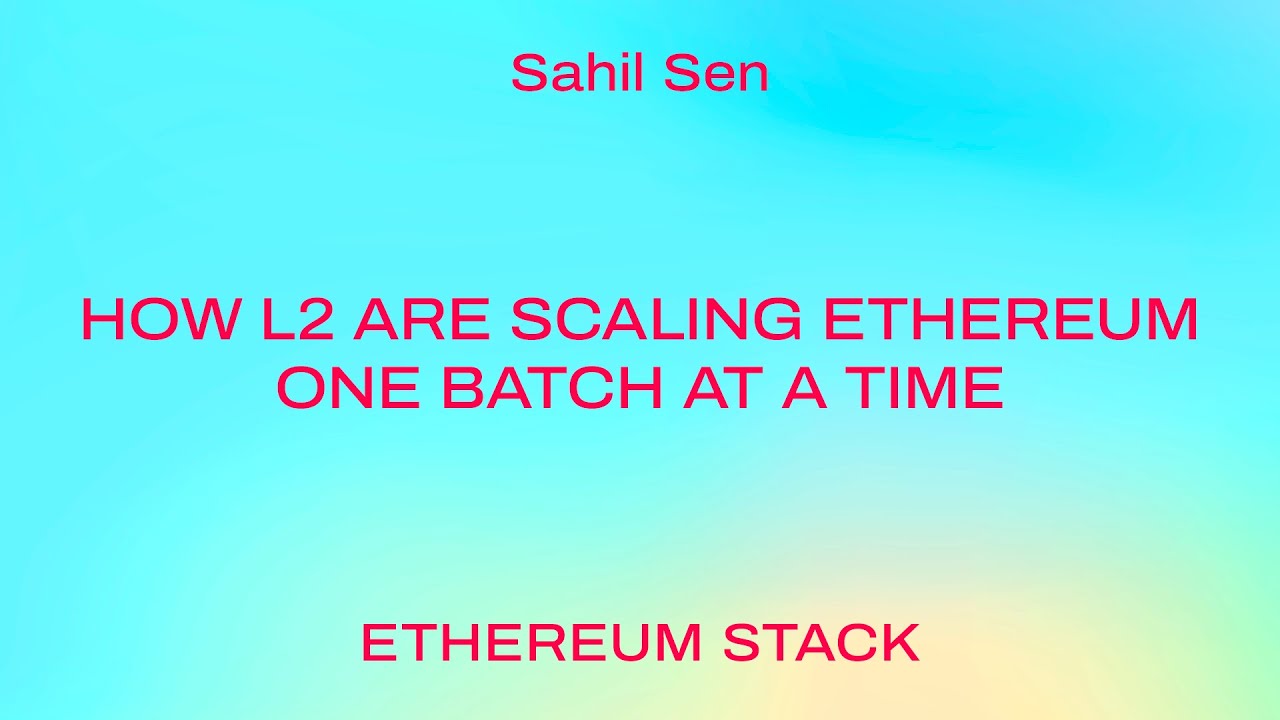 Sahil Sen
HOW L2 ARE SCALING ETHEREUM
ONE BATCH AT A TIME
ETHEREUM STACK